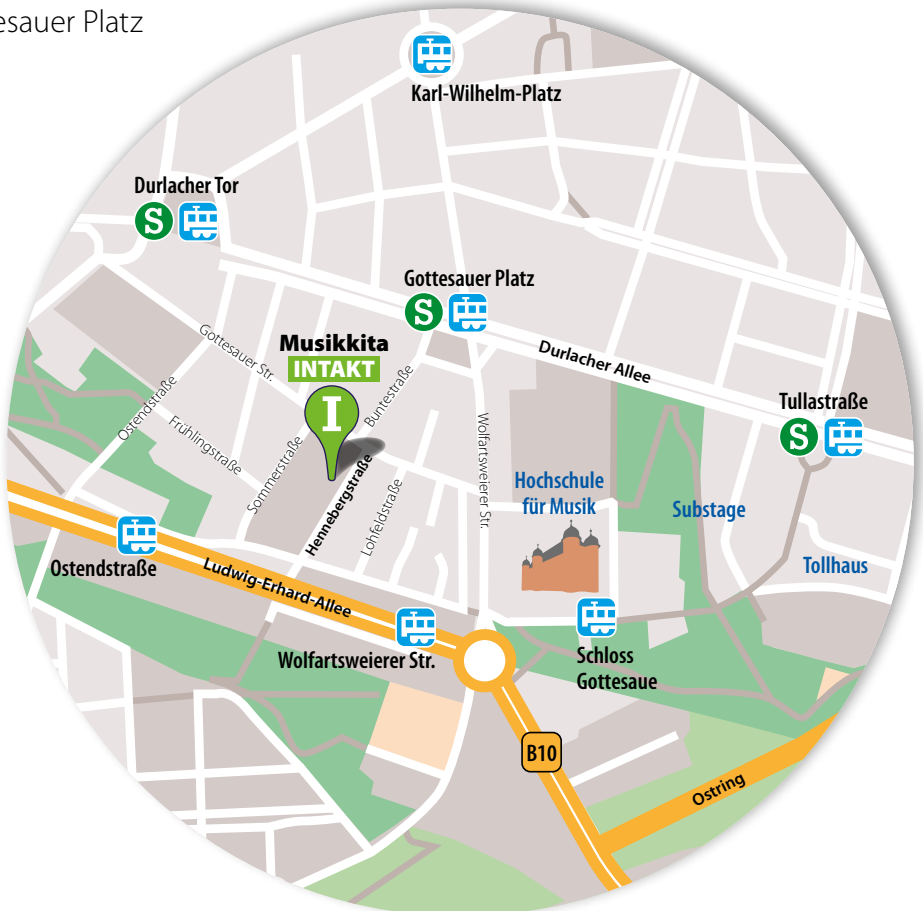 esauer Platz
Karl-Wilhelm-Platz
Durlacher Tor
S
Gottesauer Platz
S
Musikkita
INTAKT
I
Gottesauer Str.
Durlacher Allee
Buntestraße
Ostendstraße
Frühlingstraße
Sommerstraße
Hennebergstraße
Lohfeldstraße
Wolfartsweierer Str.
Tullastraße
S
Hochschule
für Musik
Substage
Tollhaus
Ostendstraße
Ludwig-Erhard-Allee
Wolfartsweierer Str.
Schloss
Gottesaue
B10
Ostring